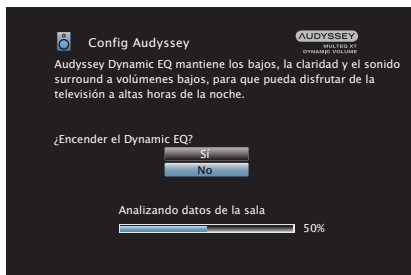 Config Audyssey
AUDYSSEY
MULTEQ XT
DYNAMIC VOLUME
Audyssey Dynamic EQ mantiene los bajos, la claridad y el sonido
surround a volúmenes bajos, para que pueda disfrutar de la
televisión a altas horas de la noche.
¿Encender el Dynamic EQ?
Sí
No
Analizando datos de la sala
50%